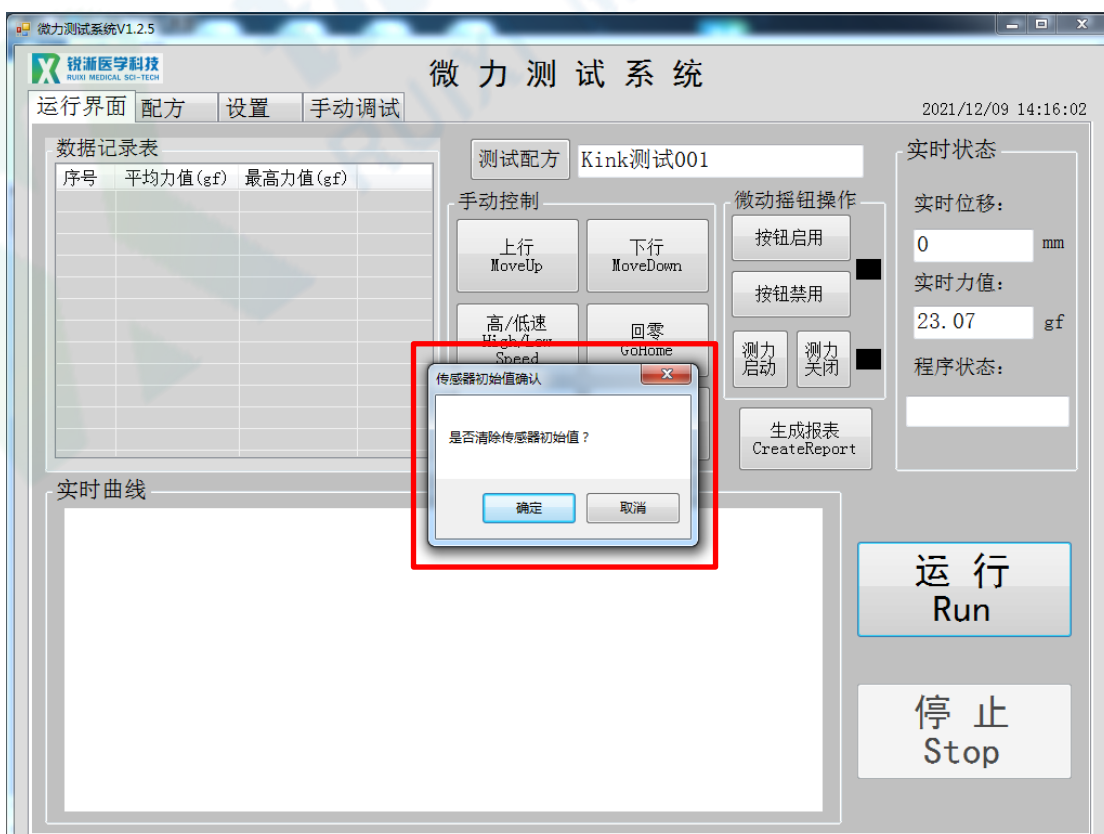 微力测试系统V1.2.5
锐淅医学科技
RUIXI MEDICAL SCI-TECH
微 力 测 试 系 统
运行界面 配方 设置 手动调试
2021/12/09 14:16:02
数据记录表
序号 平均力值(gf) 最高力值(gf)
测试配方 Kink测试001
手动控制
上行
MoveUp
下行
MoveDown
高/低速
High/Low
Speed
回零
GoHome
微动摇钮操作
按钮启用
按钮禁用
测力
启动
测力
关闭
生成报表
CreateReport
实时状态
实时位移:
0 mm
实时力值:
23.07 gf
程序状态:
传感器初始值确认
是否清除传感器初始值？
确定 取消
实时曲线
运 行
Run
停 止
Stop